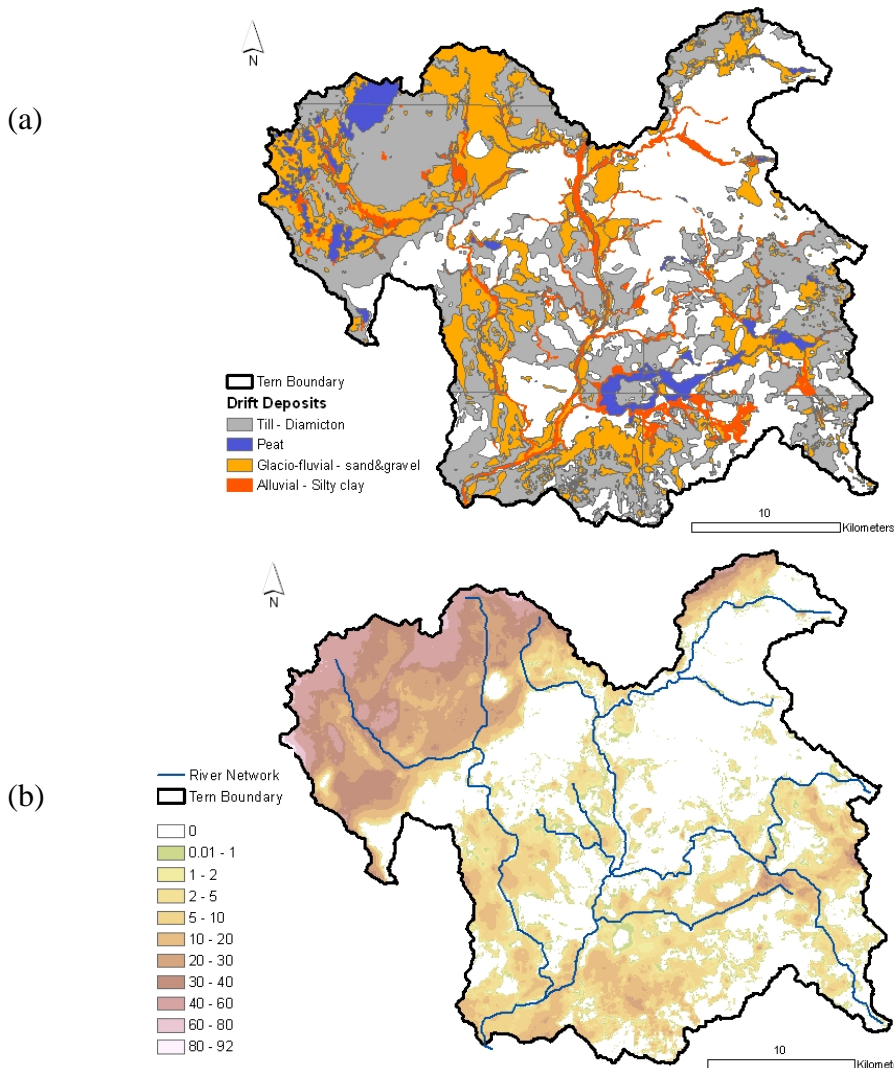 (a)
N
Tern Boundary
Drift Deposits
Till - Diamicton
Peat
Glacio-fluvial - sand&gravel
Alluvial - Silty clay
10
Kilometers
(b)
N
River Network
Tern Boundary
0
0.01 - 1
1 - 2
2 - 5
5 - 10
10 - 20
20 - 30
30 - 40
40 - 60
60 - 80
80 - 92
10
Kilomete